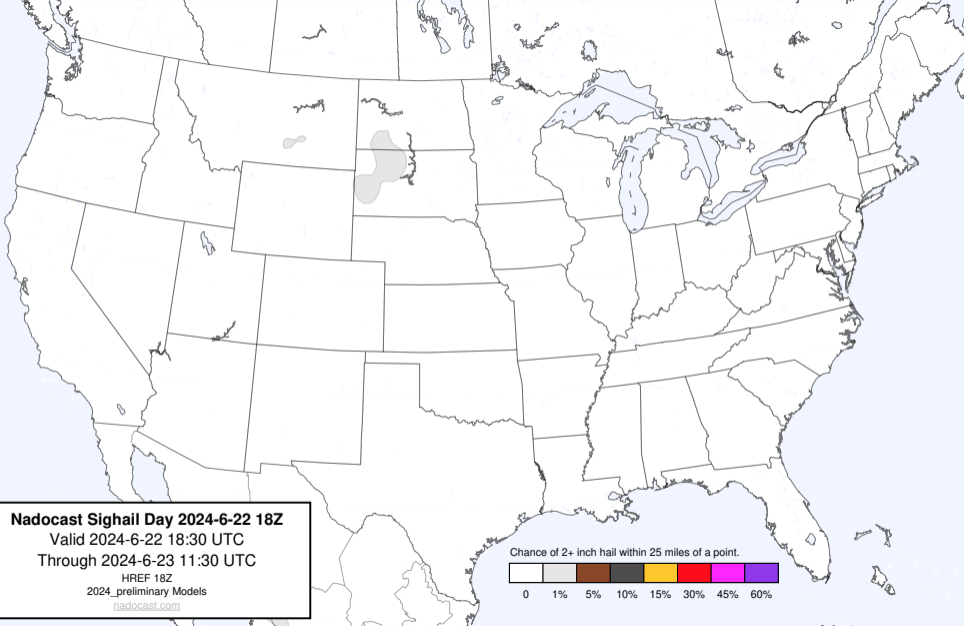 Nadocast Sighail Day 2024-6-22 18Z
Valid 2024-6-22 18:30 UTC
Through 2024-6-23 11:30 UTC
HREF 18Z
2024_preliminary Models
nadocast.com
Chance of 2+ inch hail within 25 miles of a point.
0 1% 5% 10% 15% 30% 45% 60%